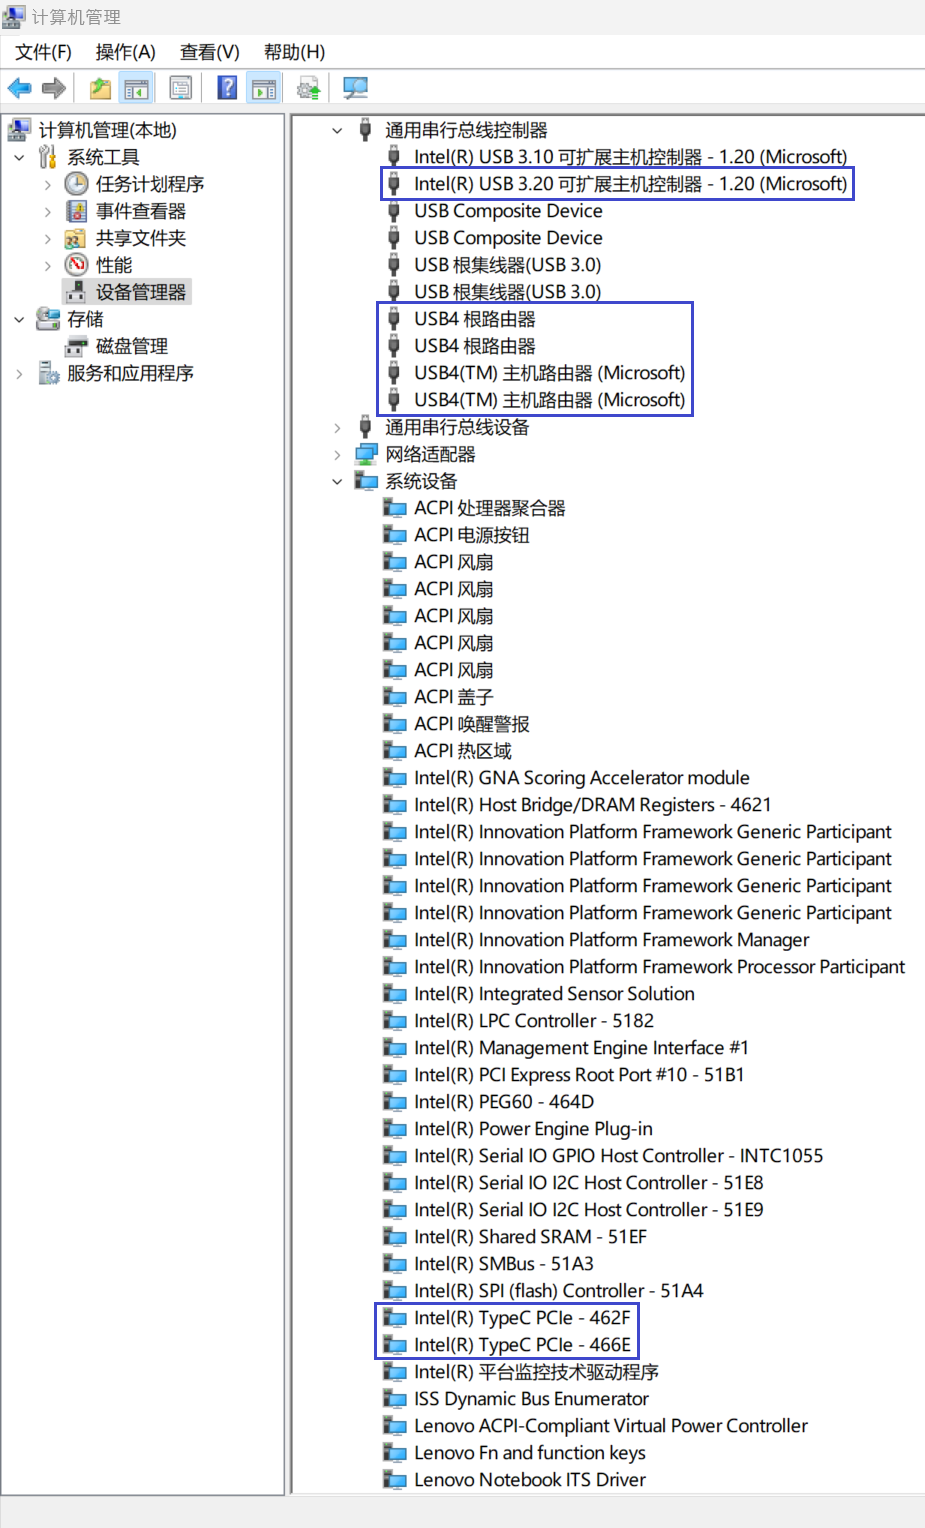 计算机管理
文件(F) 操作(A) 查看(V) 帮助(H)
计算机管理(本地)
系统工具
任务计划程序
事件查看器
共享文件夹
性能
设备管理器
存储
磁盘管理
服务和应用程序
通用串行总线控制器
Intel(R) USB 3.10 可扩展主机控制器 - 1.20 (Microsoft)
Intel(R) USB 3.20 可扩展主机控制器 - 1.20 (Microsoft)
USB Composite Device
USB Composite Device
USB 根集线器(USB 3.0)
USB 根集线器(USB 3.0)
USB4 根路由器
USB4 根路由器
USB4(TM) 主机路由器 (Microsoft)
USB4(TM) 主机路由器 (Microsoft)
通用串行总线设备
网络适配器
系统设备
ACPI 处理器聚合器
ACPI 电源按钮
ACPI 风扇
ACPI 风扇
ACPI 风扇
ACPI 风扇
ACPI 风扇
ACPI 盖子
ACPI 唤醒警报
ACPI 热区域
Intel(R) GNA Scoring Accelerator module
Intel(R) Host Bridge/DRAM Registers - 4621
Intel(R) Innovation Platform Framework Generic Participant
Intel(R) Innovation Platform Framework Generic Participant
Intel(R) Innovation Platform Framework Generic Participant
Intel(R) Innovation Platform Framework Generic Participant
Intel(R) Innovation Platform Framework Manager
Intel(R) Innovation Platform Framework Processor Participant
Intel(R) Integrated Sensor Solution
Intel(R) LPC Controller - 5182
Intel(R) Management Engine Interface #1
Intel(R) PCI Express Root Port #10 - 51B1
Intel(R) PEG60 - 464D
Intel(R) Power Engine Plug-in
Intel(R) Serial IO GPIO Host Controller - INTC1055
Intel(R) Serial IO I2C Host Controller - 51E8
Intel(R) Serial IO I2C Host Controller - 51E9
Intel(R) Shared SRAM - 51EF
Intel(R) SMBus - 51A3
Intel(R) SPI (flash) Controller - 51A4
Intel(R) TypeC PCIe - 462F
Intel(R) TypeC PCIe - 466E
Intel(R) 平台监控技术驱动程序
ISS Dynamic Bus Enumerator
Lenovo ACPI-Compliant Virtual Power Controller
Lenovo Fn and function keys
Lenovo Notebook ITS Driver